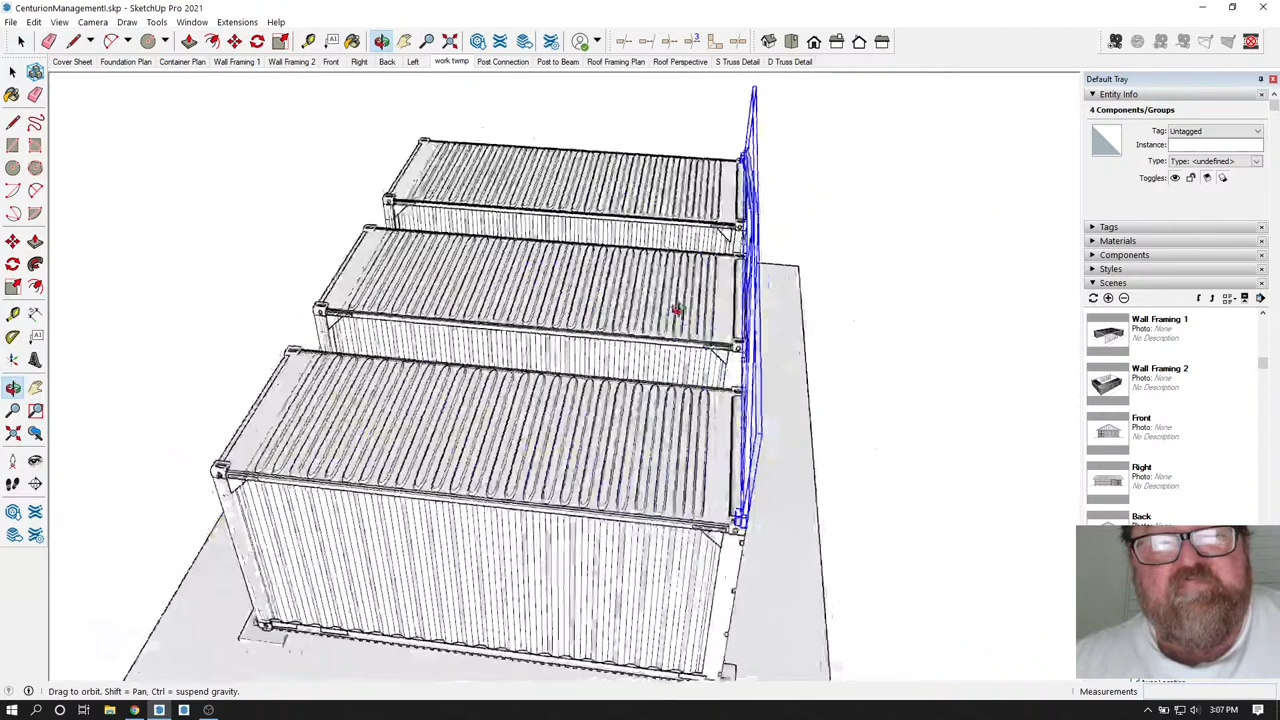 CenturionManagementI.skp - SketchUp Pro 2021
File Edit View Camera Draw Tools Window Extensions Help
Cover Sheet Foundation Plan Container Plan Wall Framing 1 Wall Framing 2 Front Right Back Left work twmp Post Connection Post to Beam Roof Framing Plan Roof Perspective S Truss Detail D Truss Detail
Default Tray
Entity Info
4 Components/Groups
Tag: Untagged
Instance:
Type: Type: <undefined>
Toggles:
Tags
Materials
Components
Styles
Scenes
Wall Framing 1
Photo: None
No Description
Wall Framing 2
Photo: None
No Description
Front
Photo: None
No Description
Right
Photo: None
No Description
Back
Drag to orbit. Shift = Pan, Ctrl = suspend gravity.
Measurements
3:07 PM